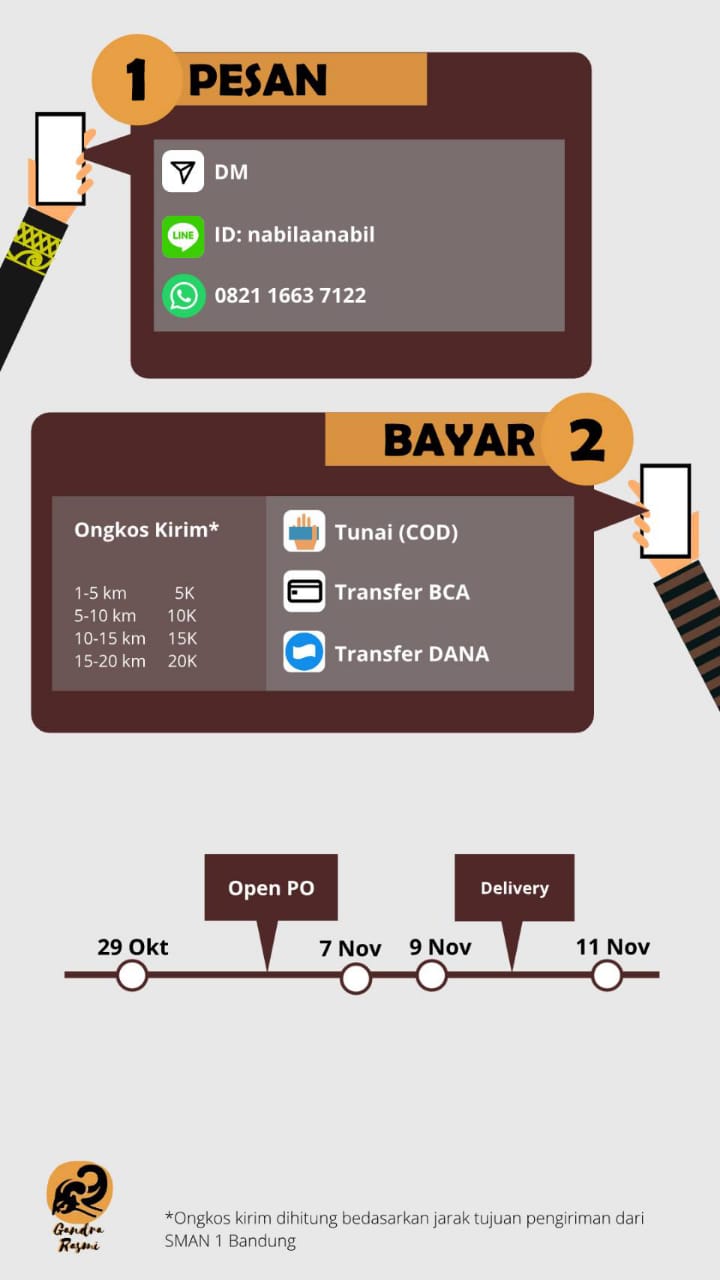 1 PESAN
DM
LINE
ID: nabilaanabil
0821 1663 7122
BAYAR 2
Ongkos Kirim*
1-5 km 5K
5-10 km 10K
10-15 km 15K
15-20 km 20K
Tunai (COD)
Transfer BCA
Transfer DANA
Open PO
Delivery
29 Okt
7 Nov
9 Nov
11 Nov
Gandra
Rasmi
*Ongkos kirim dihitung bedasarkan jarak tujuan pengiriman dari
SMAN 1 Bandung